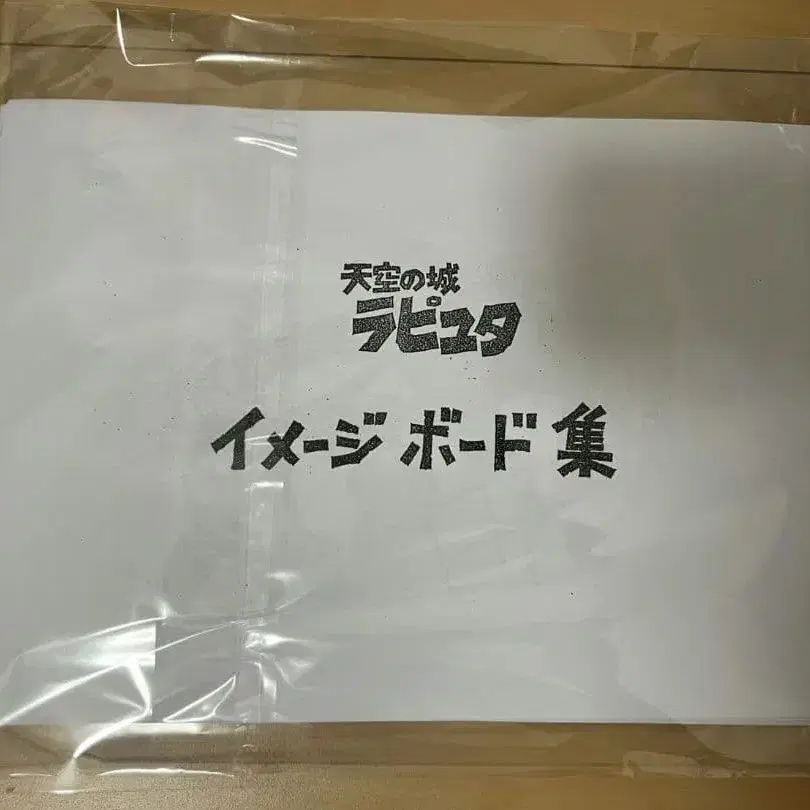 天空の城
ラピュタ
イメージ ボード 集